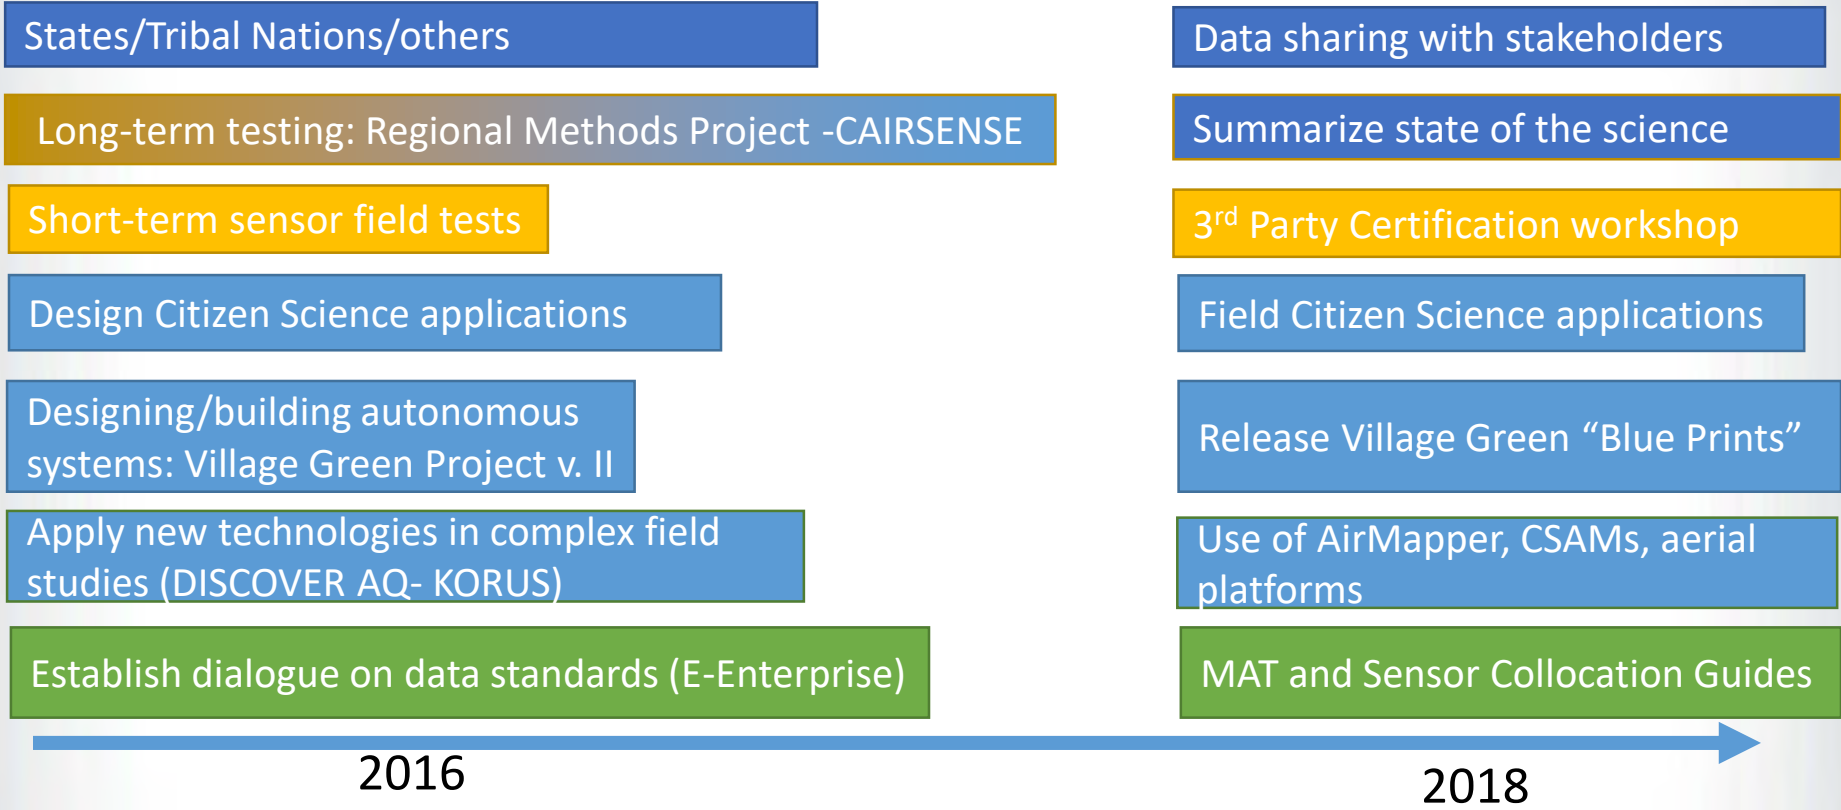 States/Tribal Nations/others
Data sharing with stakeholders
Long-term testing: Regional Methods Project -CAIRSENSE
Summarize state of the science
Short-term sensor field tests
3rd Party Certification workshop
Design Citizen Science applications
Field Citizen Science applications
Designing/building autonomous
systems: Village Green Project v. II
Release Village Green “Blue Prints”
Apply new technologies in complex field
studies (DISCOVER AQ- KORUS)
Use of AirMapper, CSAMs, aerial
platforms
Establish dialogue on data standards (E-Enterprise)
MAT and Sensor Collocation Guides
2016
2018